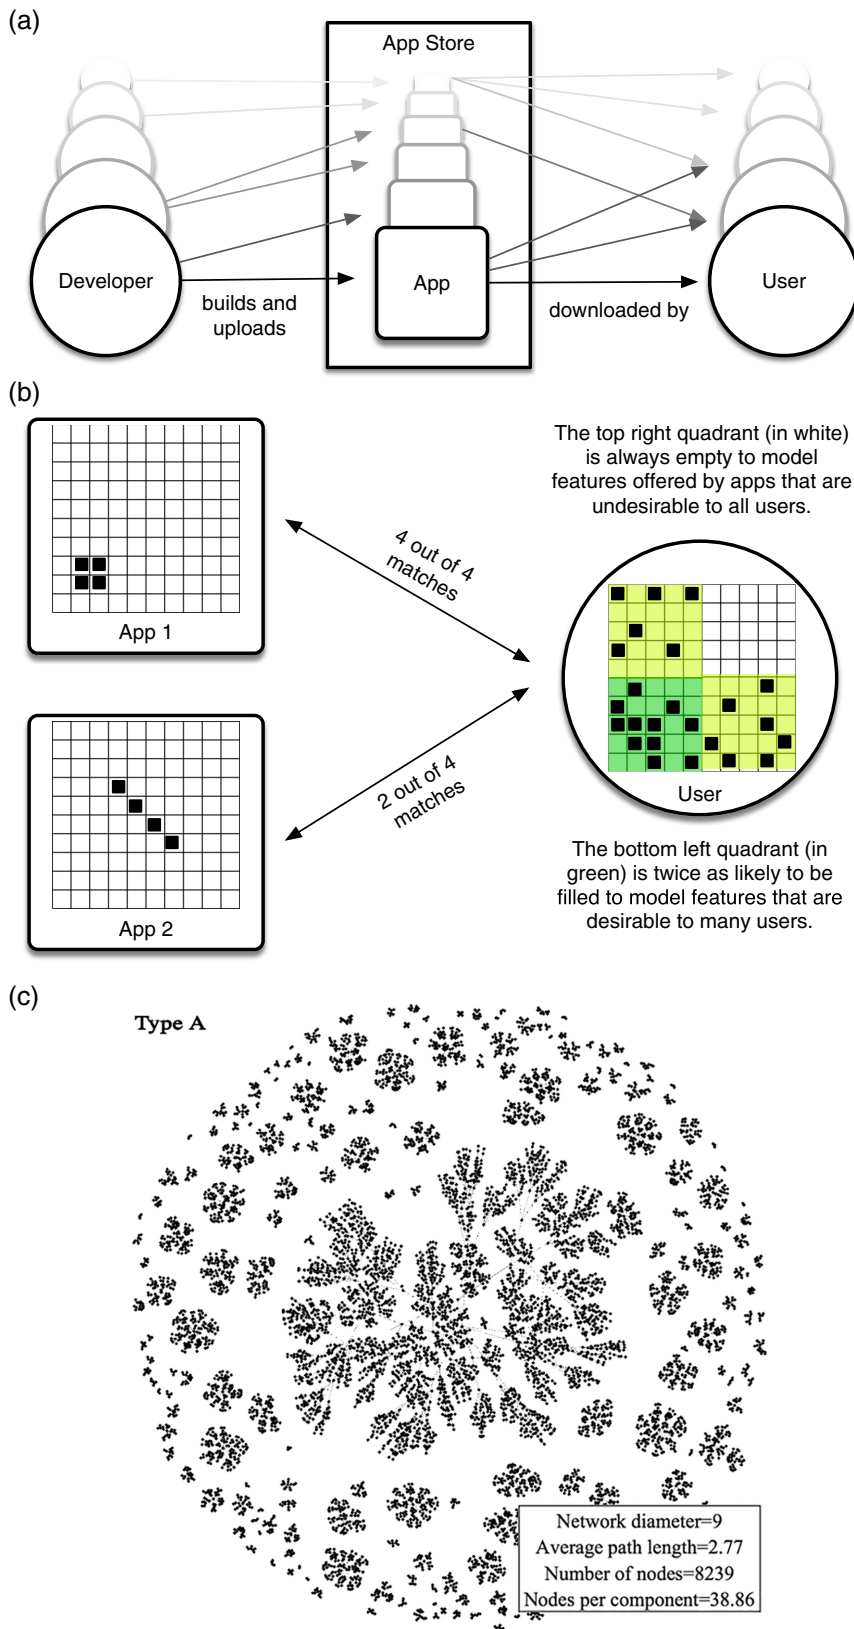 (a)
App Store
Developer
App
User
builds and
uploads
downloaded by
(b)
The top right quadrant (in white)
is always empty to model
features offered by apps that are
undesirable to all users.
4 out of 4
matches
App 1
2 out of 4
matches
User
App 2
The bottom left quadrant (in
green) is twice as likely to be
filled to model features that are
desirable to many users.
(c)
Type A
Network diameter=9
Average path length=2.77
Number of nodes=8239
Nodes per component=38.86